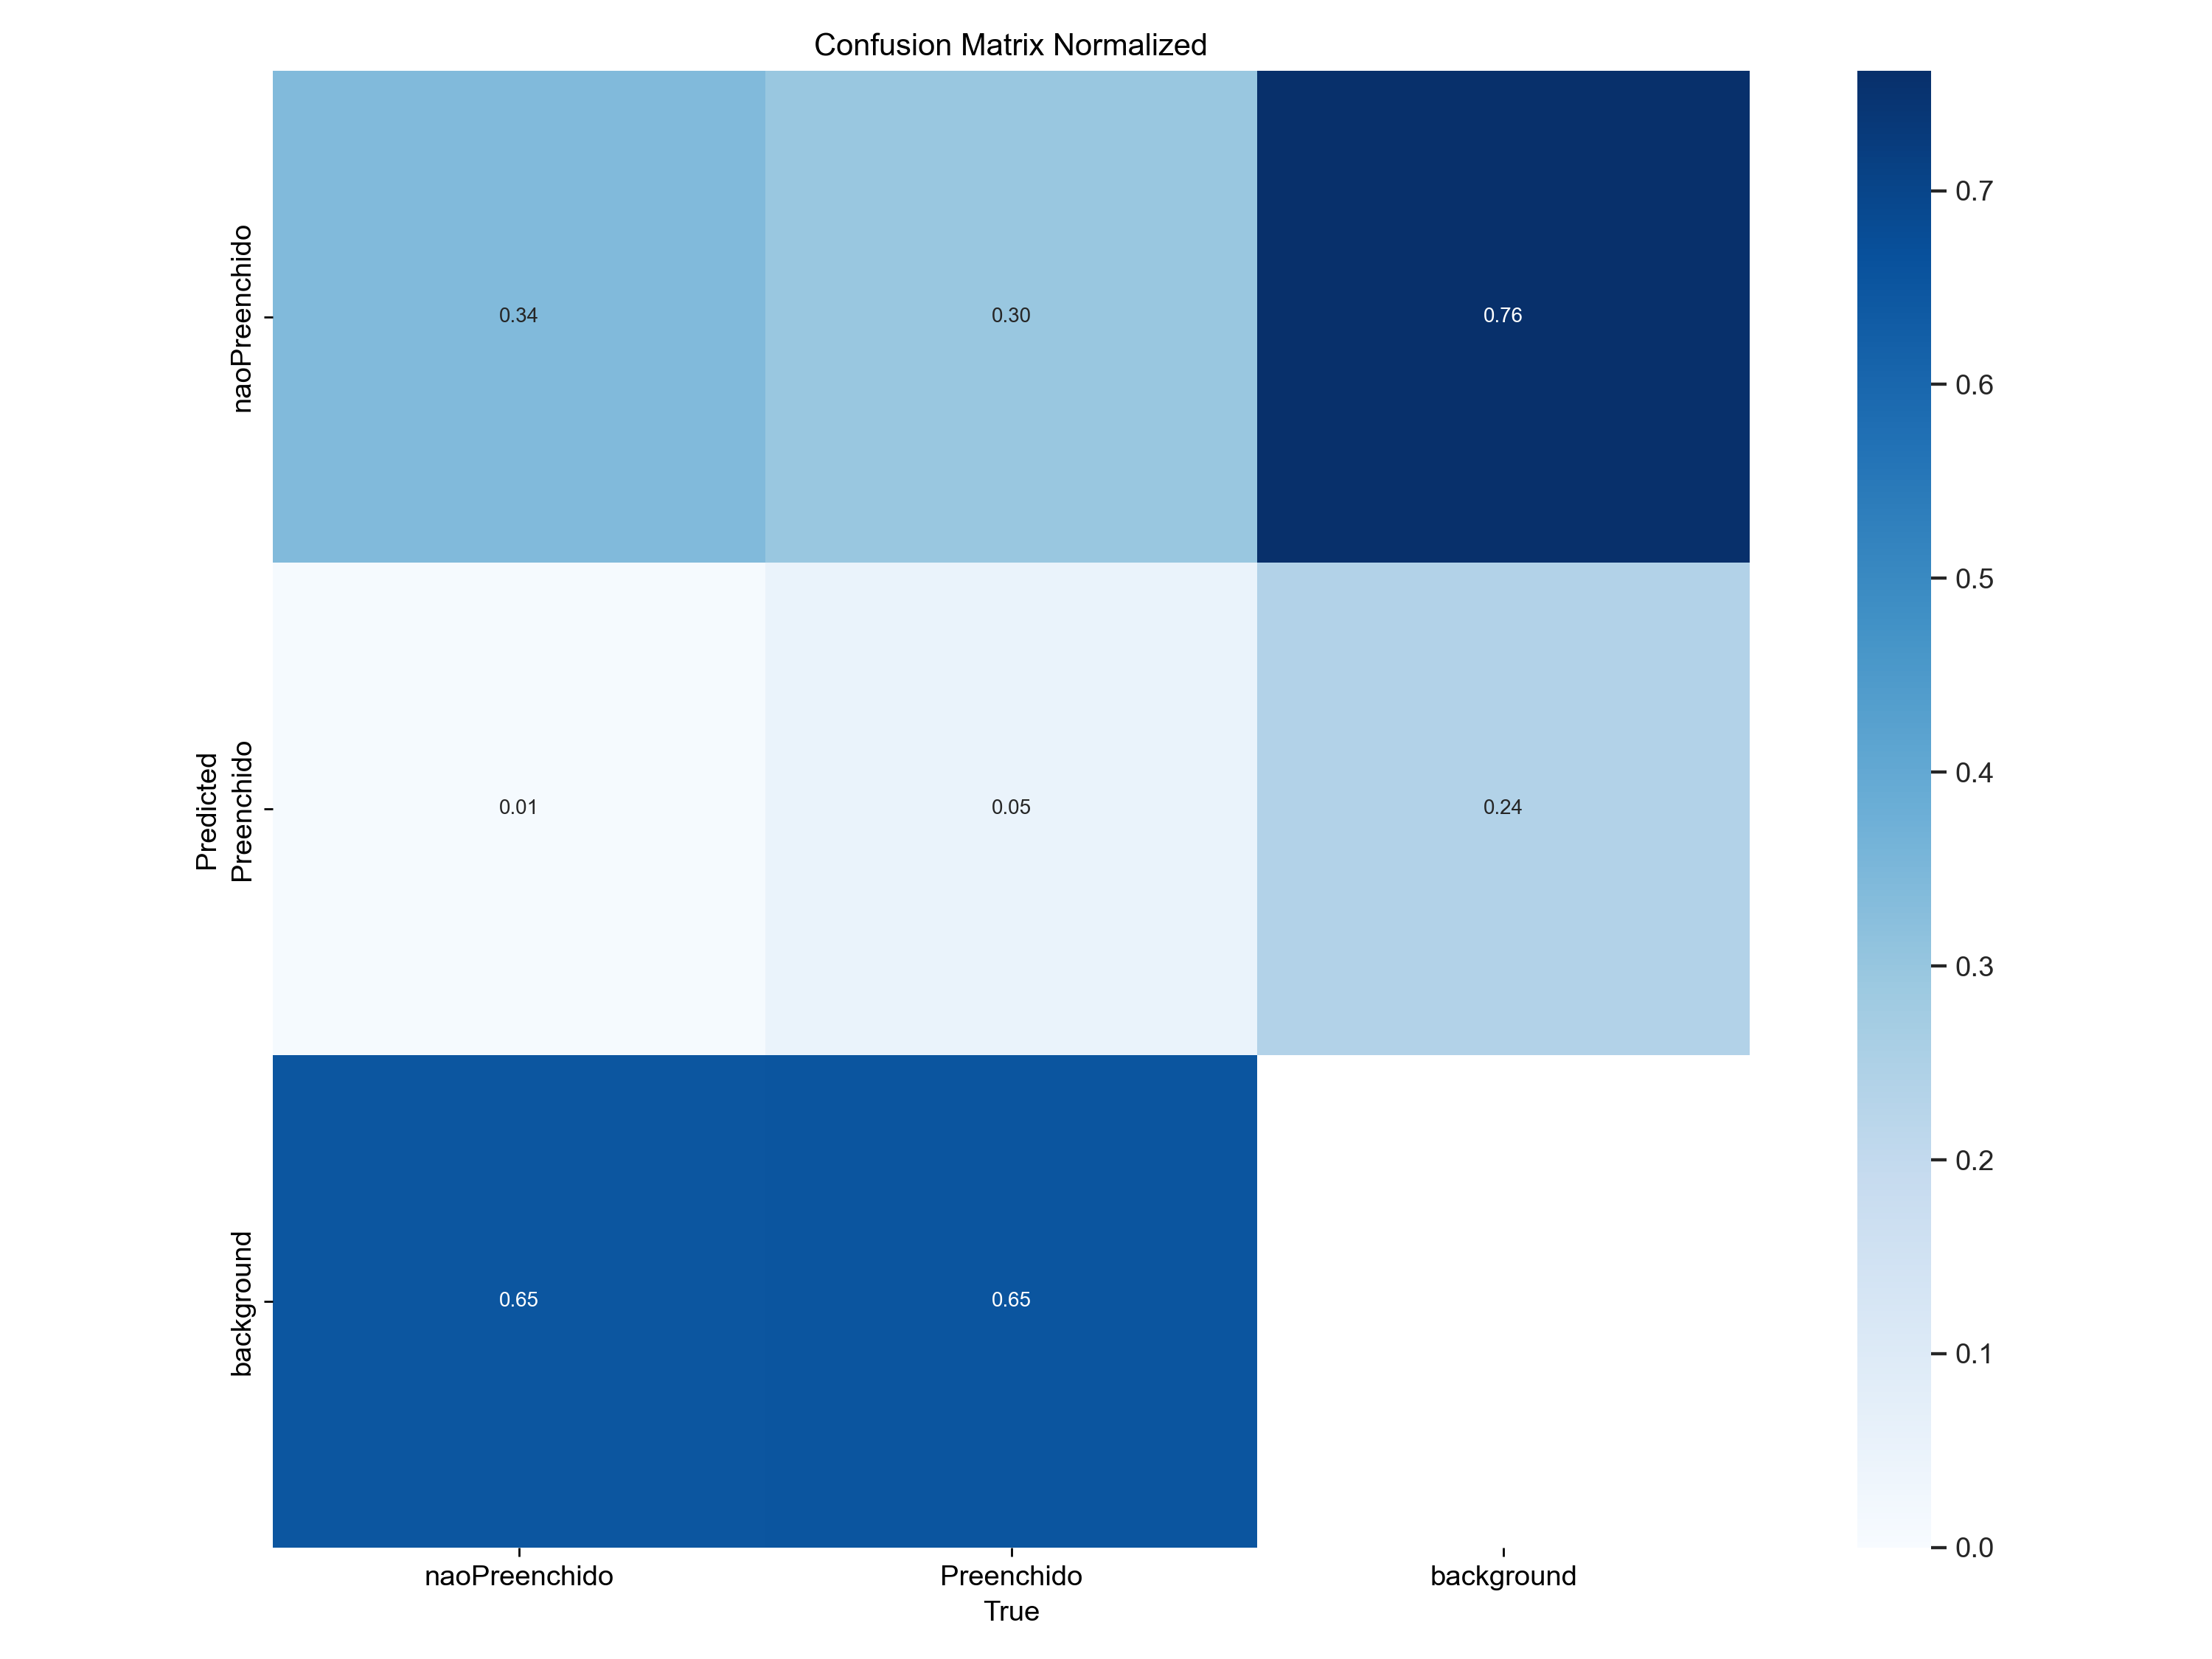 Confusion Matrix Normalized
naoPreenchido
0.34 0.30 0.76
Predicted
Preenchido
0.01 0.05 0.24
background
0.65 0.65
naoPreenchido Preenchido background
True
0.7
0.6
0.5
0.4
0.3
0.2
0.1
0.0